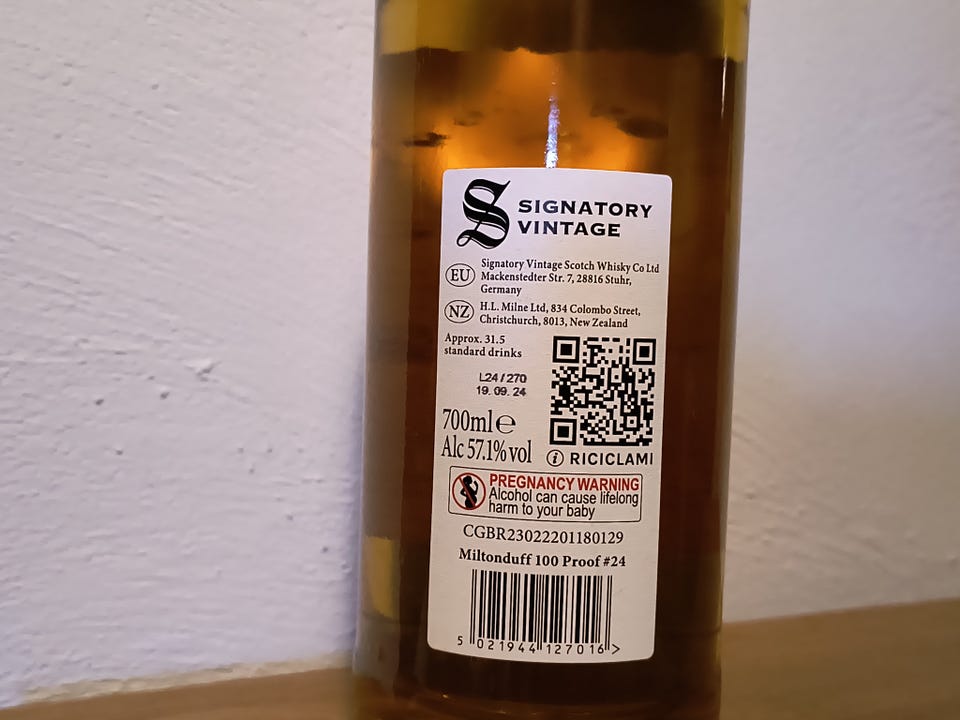 S SIGNATORY
VINTAGE
EU Signatory Vintage Scotch Whisky Co Ltd
Mackenstedter Str. 7, 28816 Stuhr,
Germany
NZ H.L. Milne Ltd, 834 Colombo Street,
Christchurch, 8013, New Zealand
Approx. 31.5
standard drinks
L24 / 270
19. 09. 24
700ml ℮
Alc 57.1% vol
i RICICLAMI
PREGNANCY WARNING
Alcohol can cause lifelong
harm to your baby
CGBR23022201180129
Miltonduff 100 Proof #24
5 021944 127016 >